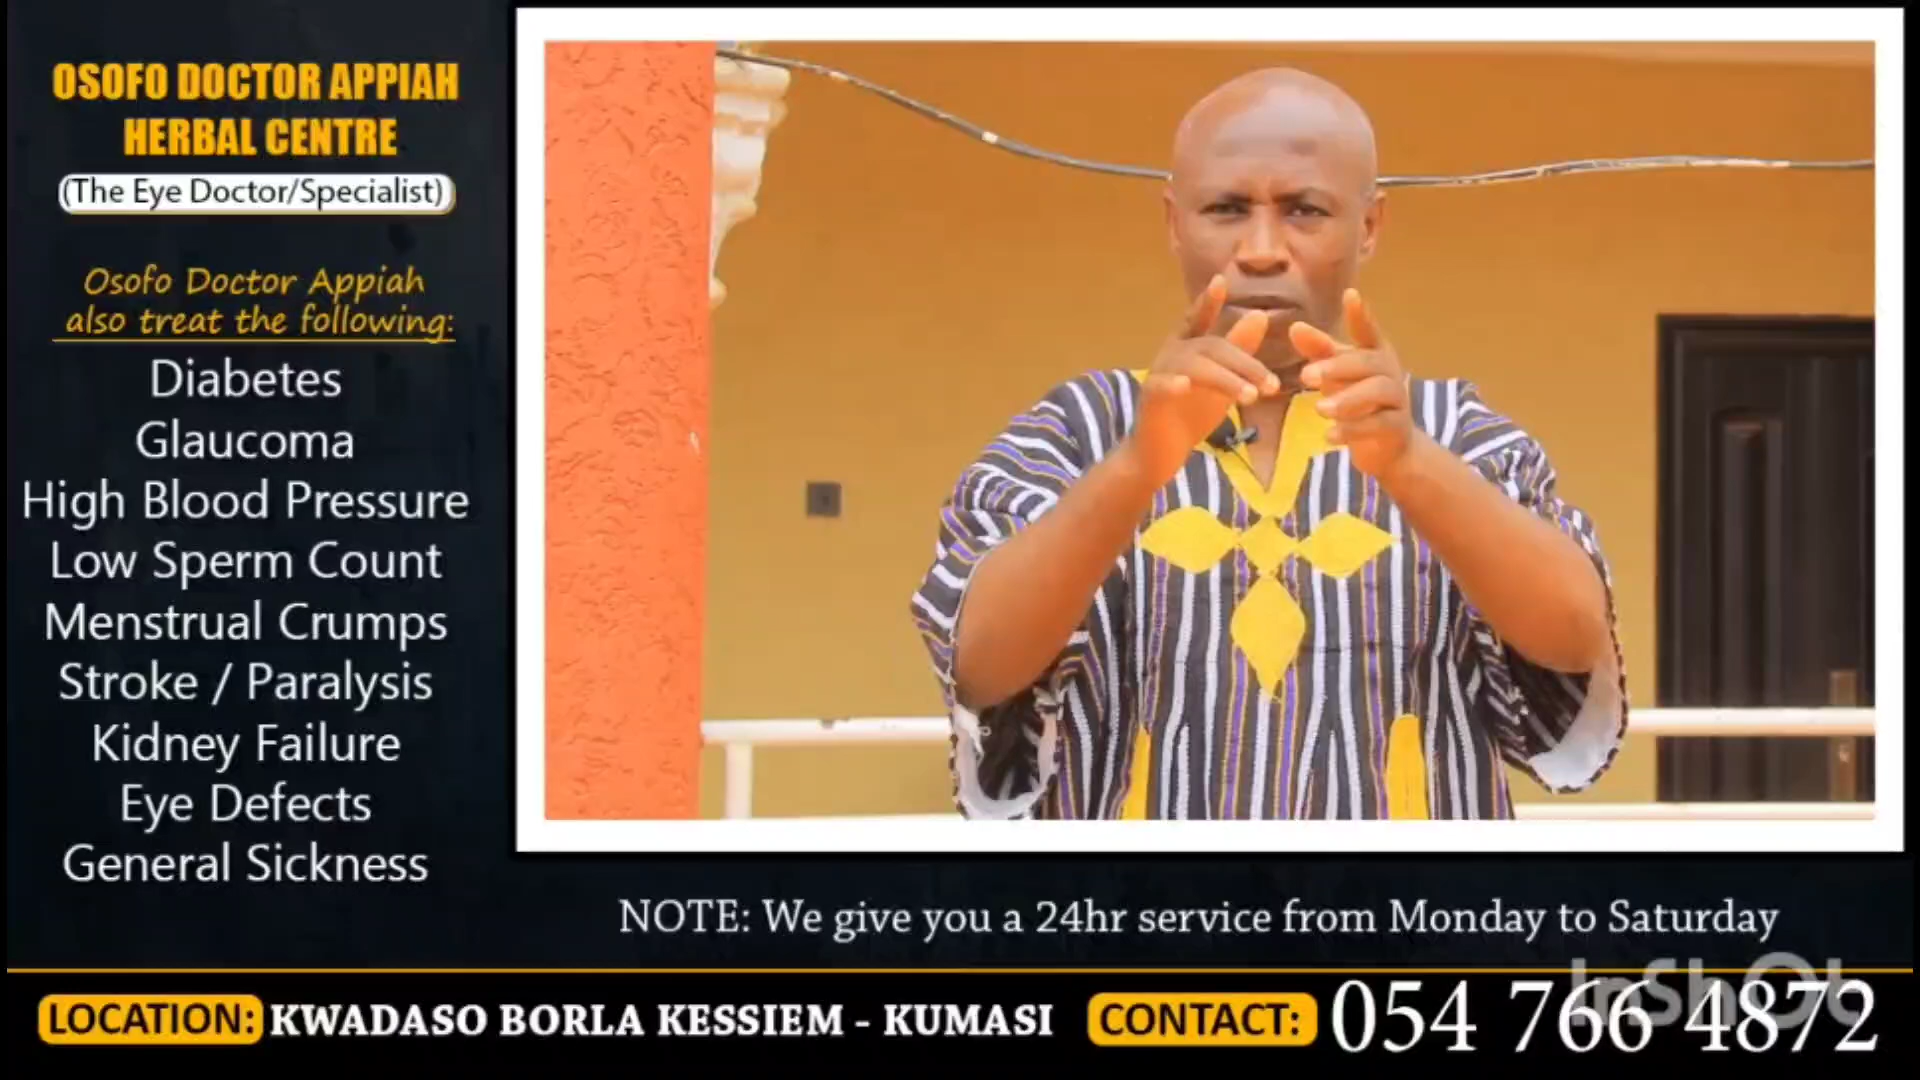 OSOFO DOCTOR APPIAH
HERBAL CENTRE
(The Eye Doctor/Specialist)
Osofo Doctor Appiah
also treat the following:
Diabetes
Glaucoma
High Blood Pressure
Low Sperm Count
Menstrual Crumps
Stroke / Paralysis
Kidney Failure
Eye Defects
General Sickness
NOTE: We give you a 24hr service from Monday to Saturday
InShOt
LOCATION: KWADASO BORLA KESSIEM - KUMASI
CONTACT: 054 766 4872